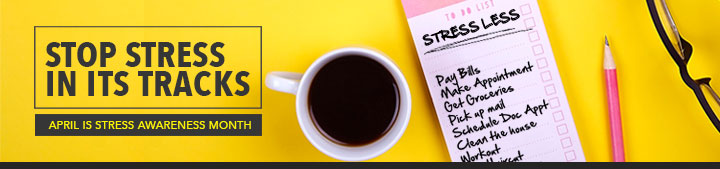 STOP STRESS
IN ITS TRACKS
APRIL IS STRESS AWARENESS MONTH
TO DO LIST
STRESS LESS
Pay Bills
Make Appointment
Get Groceries
Pick up mail
Schedule Doc Appt
Clean the house
Workout